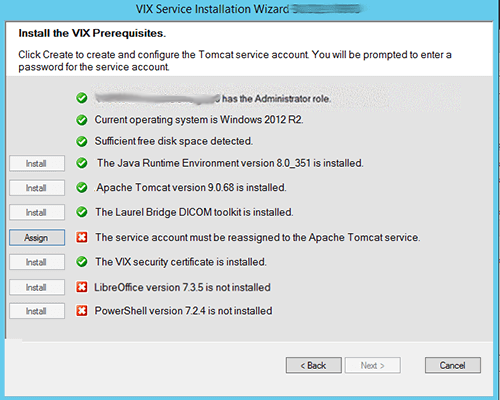 VIX Service Installation Wizard
Install the VIX Prerequisites.
Click Create to create and configure the Tomcat service account. You will be prompted to enter a
password for the service account.
has the Administrator role.
Current operating system is Windows 2012 R2.
Sufficient free disk space detected.
Install The Java Runtime Environment version 8.0_351 is installed.
Install Apache Tomcat version 9.0.68 is installed.
Install The Laurel Bridge DICOM toolkit is installed.
Assign The service account must be reassigned to the Apache Tomcat service.
Install The VIX security certificate is installed.
Install LibreOffice version 7.3.5 is not installed
Install PowerShell version 7.2.4 is not installed
< Back Next > Cancel